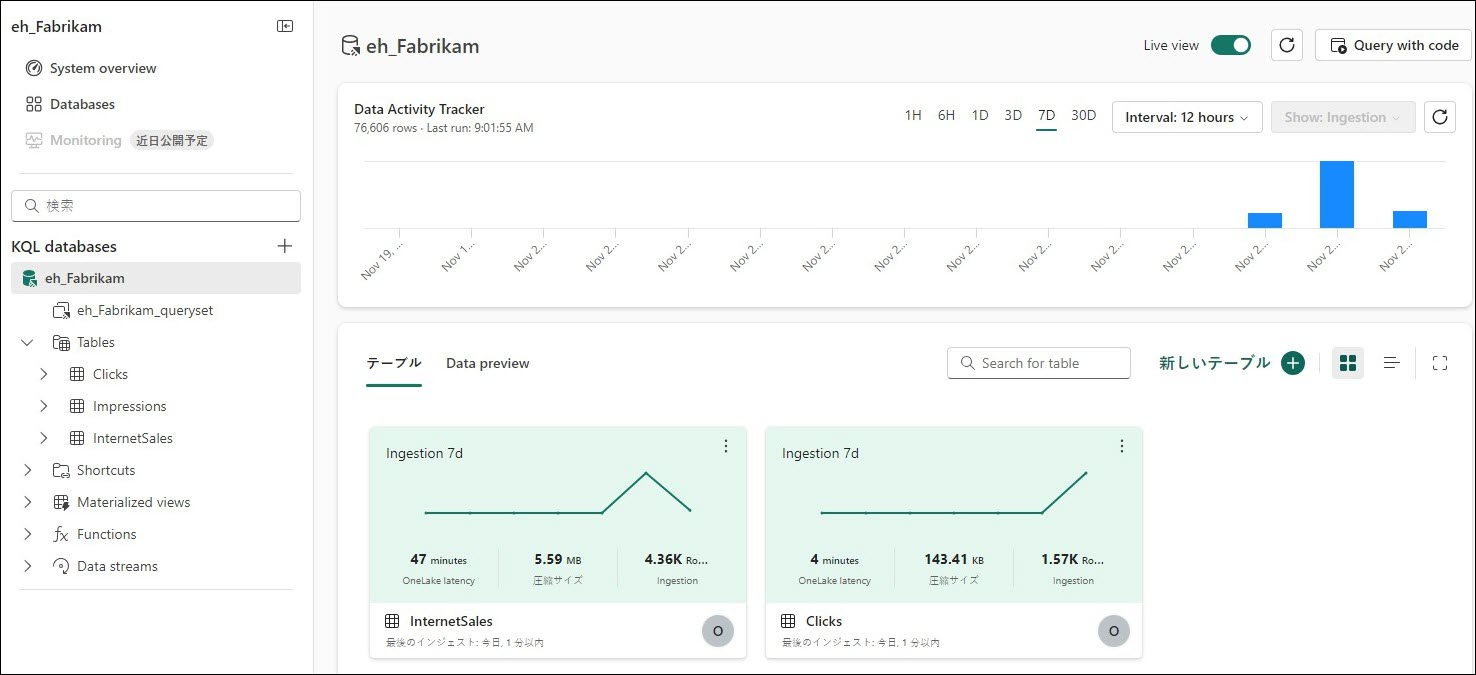 eh_Fabrikam
System overview
Databases
Monitoring 近日公開予定
検索
KQL databases
eh_Fabrikam
eh_Fabrikam_queryset
Tables
Clicks
Impressions
InternetSales
Shortcuts
Materialized views
Functions
Data streams
eh_Fabrikam
Live view
Query with code
Data Activity Tracker
76,606 rows · Last run: 9:01:55 AM
1H 6H 1D 3D 7D 30D
Interval: 12 hours
Show: Ingestion
Nov 19,... Nov 1... Nov 2... Nov 2... Nov 2... Nov 2... Nov 2... Nov 2... Nov 2... Nov 2... Nov 2... Nov 2... Nov 2... Nov 2... Nov 2...
テーブル Data preview
Search for table
新しいテーブル
Ingestion 7d
47 minutes 5.59 MB 4.36K Ro...
OneLake latency 圧縮サイズ Ingestion
InternetSales
最後のインジェスト: 今日, 1 分以内
O
Ingestion 7d
4 minutes 143.41 KB 1.57K Ro...
OneLake latency 圧縮サイズ Ingestion
Clicks
最後のインジェスト: 今日, 1 分以内
O